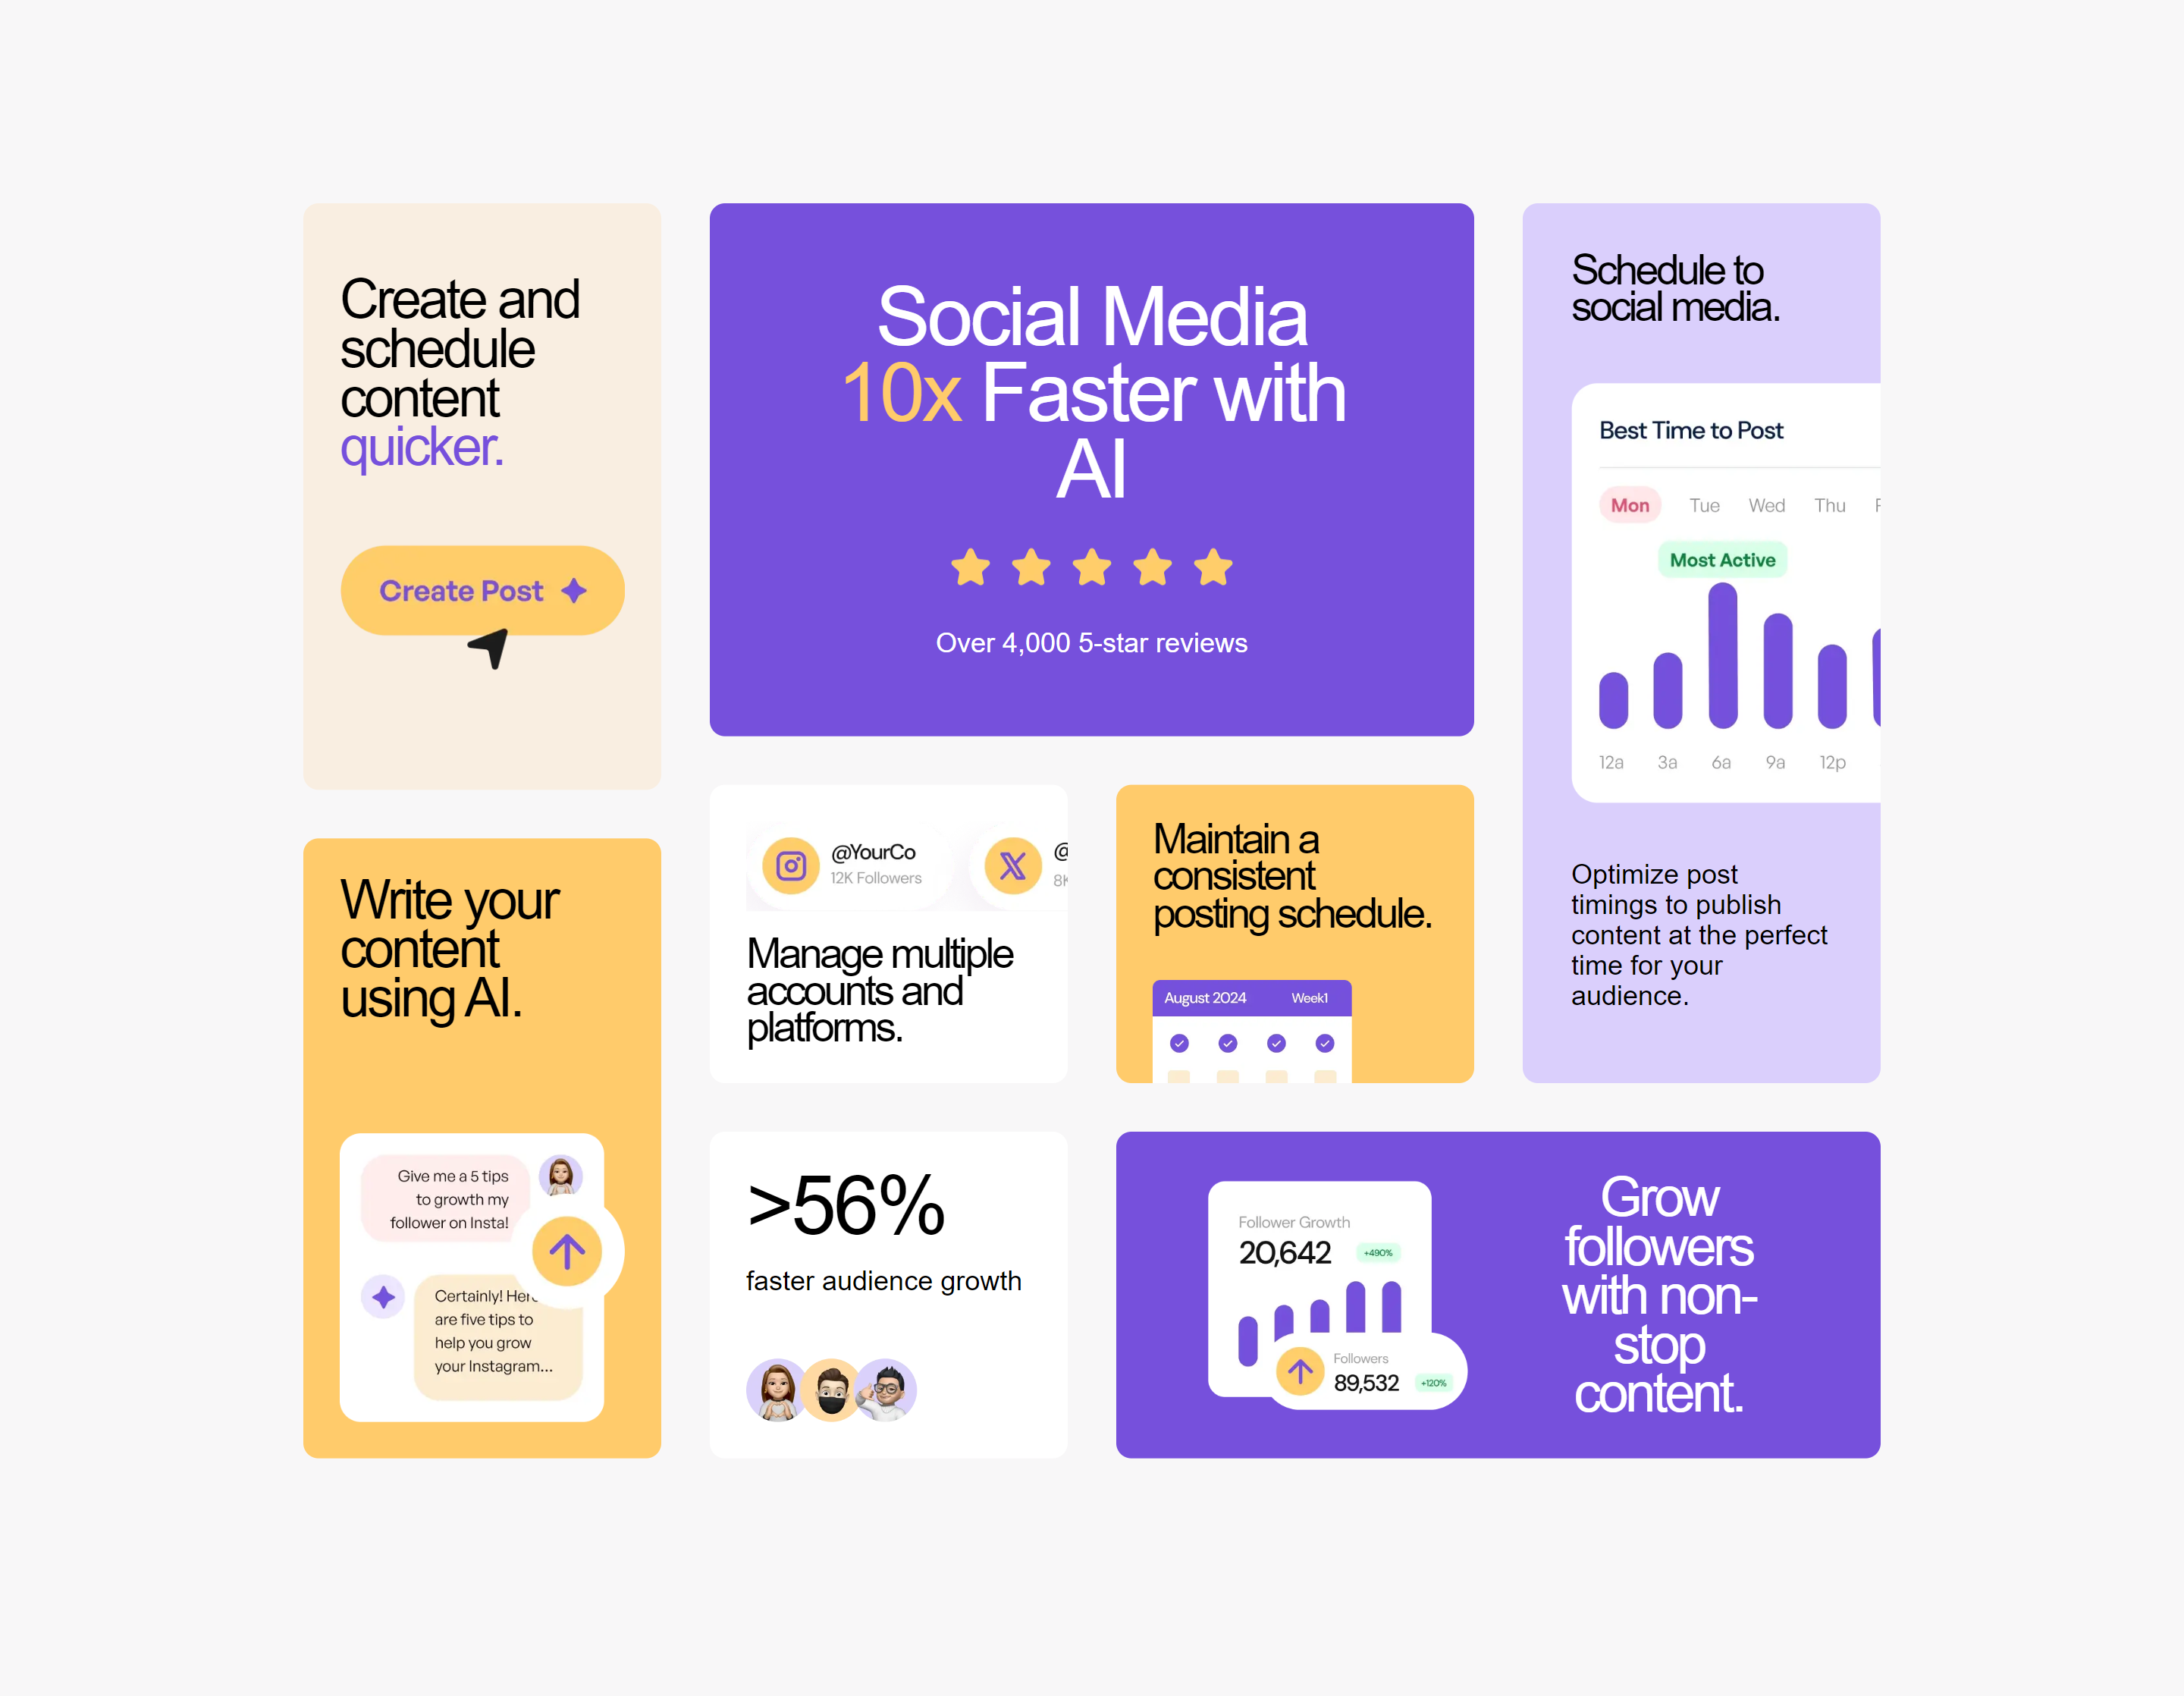 Create and
schedule
content
quicker.
Create Post
Social Media
10x Faster with
AI
Over 4,000 5-star reviews
Schedule to
social media.
Best Time to Post
Mon Tue Wed Thu
Most Active
12a 3a 6a 9a 12p
Optimize post
timings to publish
content at the perfect
time for your
audience.
Write your
content
using AI.
Give me a 5 tips
to growth my
follower on Insta!
Certainly! Here
are five tips to
help you grow
your Instagram...
@YourCo
12K Followers
@
8K
Manage multiple
accounts and
platforms.
Maintain a
consistent
posting schedule.
August 2024 Week1
>56%
faster audience growth
Follower Growth
20,642 +490%
Followers
89,532 +120%
Grow
followers
with non-
stop
content.